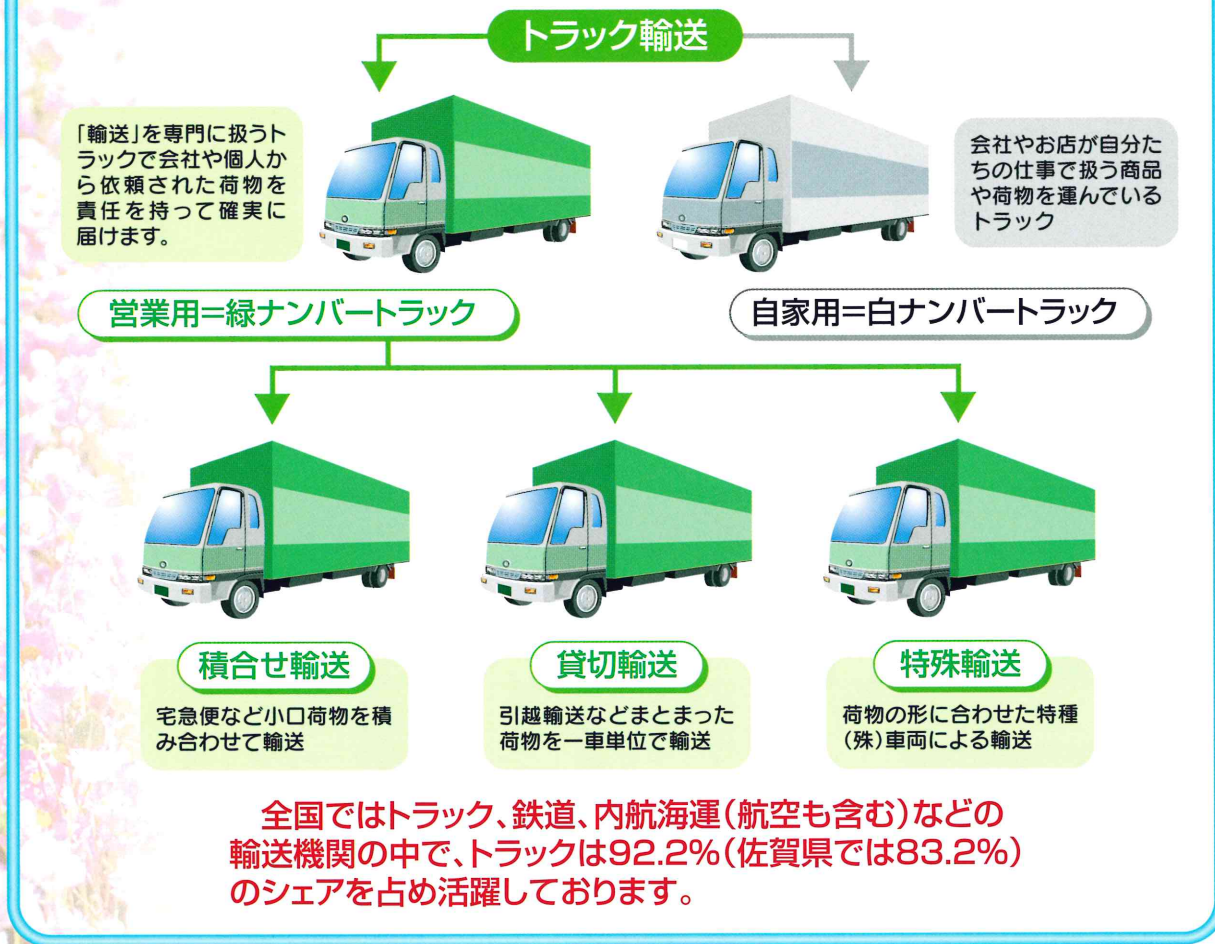 トラック輸送
「輸送」を専門に扱うト
ラックで会社や個人か
ら依頼された荷物を
責任を持って確実に
届けます。
会社やお店が自分た
ちの仕事で扱う商品
や荷物を運んでいる
トラック
営業用=緑ナンバートラック
自家用=白ナンバートラック
積合せ輸送
宅急便など小口荷物を積
み合わせて輸送
貸切輸送
引越輸送などまとまった
荷物を一車単位で輸送
特殊輸送
荷物の形に合わせた特種
(殊)車両による輸送
全国ではトラック、鉄道、内航海運(航空も含む)などの
輸送機関の中で、トラックは92.2%(佐賀県では83.2%)
のシェアを占め活躍しております。